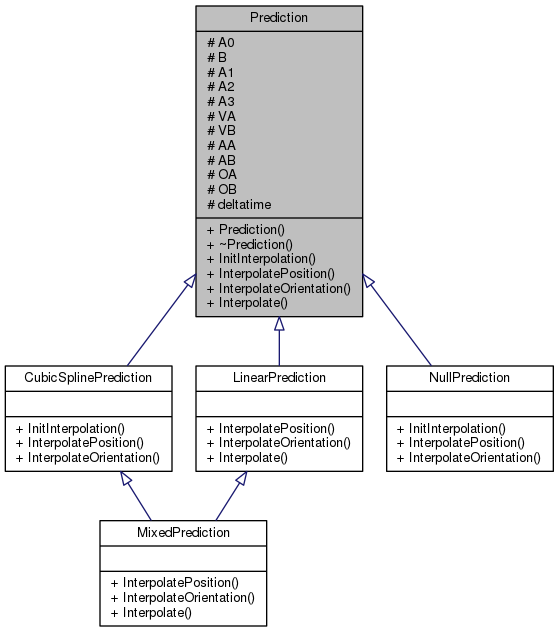 Prediction
# A0
# B
# A1
# A2
# A3
# VA
# VB
# AA
# AB
# OA
# OB
# deltatime
+ Prediction()
+ ~Prediction()
+ InitInterpolation()
+ InterpolatePosition()
+ InterpolateOrientation()
+ Interpolate()
CubicSplinePrediction
+ InitInterpolation()
+ InterpolatePosition()
+ InterpolateOrientation()
LinearPrediction
+ InterpolatePosition()
+ InterpolateOrientation()
+ Interpolate()
NullPrediction
+ InitInterpolation()
+ InterpolatePosition()
+ InterpolateOrientation()
MixedPrediction
+ InterpolatePosition()
+ InterpolateOrientation()
+ Interpolate()